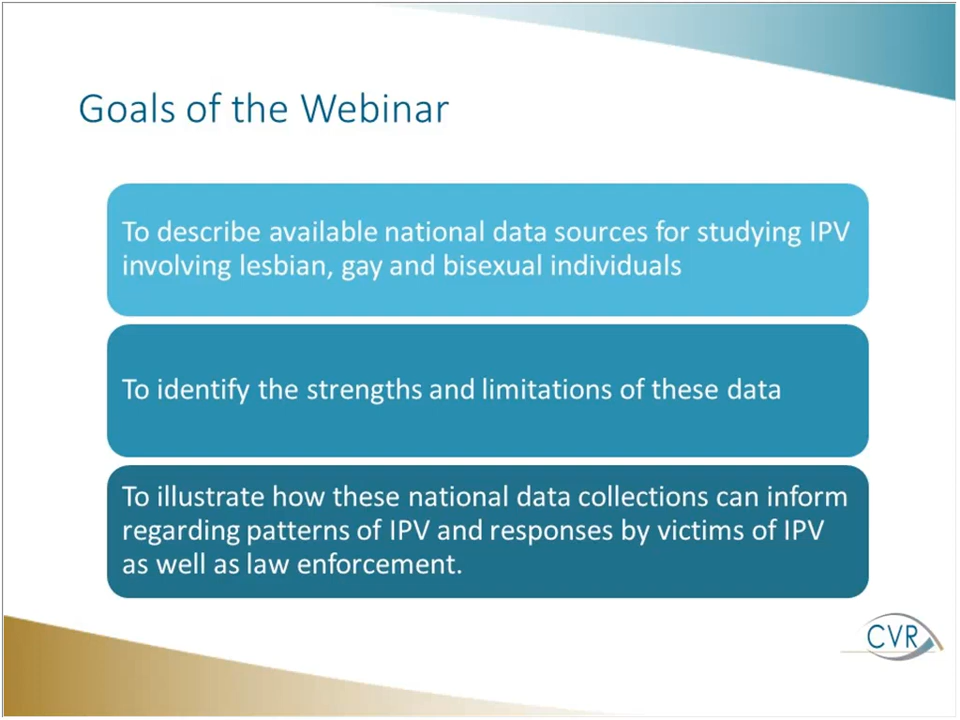 Goals of the Webinar
To describe available national data sources for studying IPV
involving lesbian, gay and bisexual individuals
To identify the strengths and limitations of these data
To illustrate how these national data collections can inform
regarding patterns of IPV and responses by victims of IPV
as well as law enforcement.
CVR